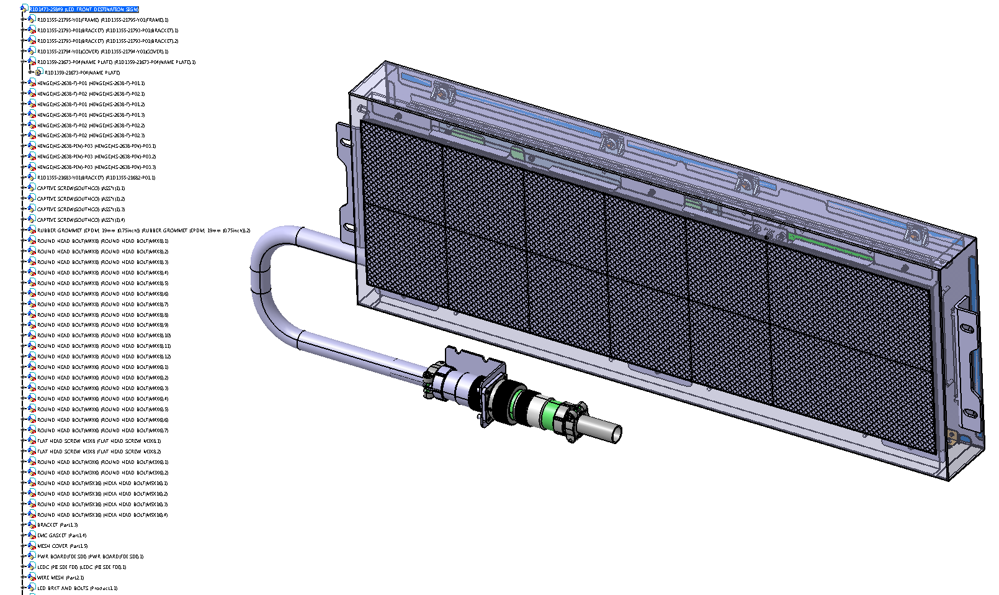 R1D1473-25849 (LED FRONT DESTINATION SIGN)
R1D1355-21795-Y01(FRAME) (R1D1355-21795-Y01(FRAME).1)
R1D1355-21793-P01(BRACKET) (R1D1355-21793-P01(BRACKET).1)
R1D1355-21793-P01(BRACKET) (R1D1355-21793-P01(BRACKET).2)
R1D1355-21794-Y01(COVER) (R1D1355-21794-Y01(COVER).1)
R1D1359-21673-P04(NAME PLATE) (R1D1359-21673-P04(NAME PLATE).1)
R1D1359-21673-P04(NAME PLATE)
HINGE(HS-2638-F)-P01 (HINGE(HS-2638-F)-P01.1)
HINGE(HS-2638-F)-P02 (HINGE(HS-2638-F)-P02.1)
HINGE(HS-2638-F)-P01 (HINGE(HS-2638-F)-P01.2)
HINGE(HS-2638-F)-P01 (HINGE(HS-2638-F)-P01.3)
HINGE(HS-2638-F)-P02 (HINGE(HS-2638-F)-P02.2)
HINGE(HS-2638-F)-P02 (HINGE(HS-2638-F)-P02.3)
HINGE(HS-2638-PIN)-P03 (HINGE(HS-2638-PIN)-P03.1)
HINGE(HS-2638-PIN)-P03 (HINGE(HS-2638-PIN)-P03.2)
HINGE(HS-2638-PIN)-P03 (HINGE(HS-2638-PIN)-P03.3)
R1D1355-21683-Y01(BRACKET) (R1D1355-21682-P01.1)
CAPTIVE SCREW(SOUTHCO) (ASS'Y(1).1)
CAPTIVE SCREW(SOUTHCO) (ASS'Y(1).2)
CAPTIVE SCREW(SOUTHCO) (ASS'Y(1).3)
CAPTIVE SCREW(SOUTHCO) (ASS'Y(1).4)
RUBBER GROMMET (EPDM, 19mm (0.75inch)) (RUBBER GROMMET (EPDM, 19mm (0.75inch)).2)
ROUND HEAD BOLT(M4X8) (ROUND HEAD BOLT(M4X8).1)
ROUND HEAD BOLT(M4X8) (ROUND HEAD BOLT(M4X8).2)
ROUND HEAD BOLT(M4X8) (ROUND HEAD BOLT(M4X8).3)
ROUND HEAD BOLT(M4X8) (ROUND HEAD BOLT(M4X8).4)
ROUND HEAD BOLT(M4X8) (ROUND HEAD BOLT(M4X8).5)
ROUND HEAD BOLT(M4X8) (ROUND HEAD BOLT(M4X8).6)
ROUND HEAD BOLT(M4X8) (ROUND HEAD BOLT(M4X8).7)
ROUND HEAD BOLT(M4X8) (ROUND HEAD BOLT(M4X8).8)
ROUND HEAD BOLT(M4X8) (ROUND HEAD BOLT(M4X8).9)
ROUND HEAD BOLT(M4X8) (ROUND HEAD BOLT(M4X8).10)
ROUND HEAD BOLT(M4X8) (ROUND HEAD BOLT(M4X8).11)
ROUND HEAD BOLT(M4X8) (ROUND HEAD BOLT(M4X8).12)
ROUND HEAD BOLT(M4X6) (ROUND HEAD BOLT(M4X6).1)
ROUND HEAD BOLT(M4X6) (ROUND HEAD BOLT(M4X6).2)
ROUND HEAD BOLT(M4X6) (ROUND HEAD BOLT(M4X6).3)
ROUND HEAD BOLT(M4X6) (ROUND HEAD BOLT(M4X6).4)
ROUND HEAD BOLT(M4X6) (ROUND HEAD BOLT(M4X6).5)
ROUND HEAD BOLT(M4X6) (ROUND HEAD BOLT(M4X6).6)
ROUND HEAD BOLT(M4X6) (ROUND HEAD BOLT(M4X6).7)
FLAT HEAD SCREW M3X8 (FLAT HEAD SCREW M3X8.1)
FLAT HEAD SCREW M3X8 (FLAT HEAD SCREW M3X8.2)
ROUND HEAD BOLT(M3X6) (ROUND HEAD BOLT(M3X6).1)
ROUND HEAD BOLT(M3X6) (ROUND HEAD BOLT(M3X6).2)
ROUND HEAD BOLT(M5X16) (HEXA HEAD BOLT(M5X16).1)
ROUND HEAD BOLT(M5X16) (HEXA HEAD BOLT(M5X16).2)
ROUND HEAD BOLT(M5X16) (HEXA HEAD BOLT(M5X16).3)
ROUND HEAD BOLT(M5X16) (HEXA HEAD BOLT(M5X16).4)
BRACKET (Part1.3)
EMC GASKET (Part1.4)
MESH COVER (Part1.5)
PWR BOARD(FDI SDI) (PWR BOARD(FDI SDI).1)
LEDC (PII SDI FDI) (LEDC (PII SDI FDI).1)
WIRE MESH (Part2.1)
LED BRKT AND BOLTS (Product1.1)